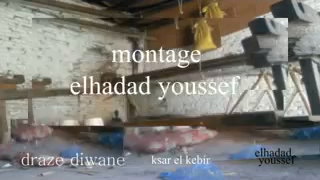 montage
elhadad youssef
draze diwane
ksar el kebir
elhadad
youssef